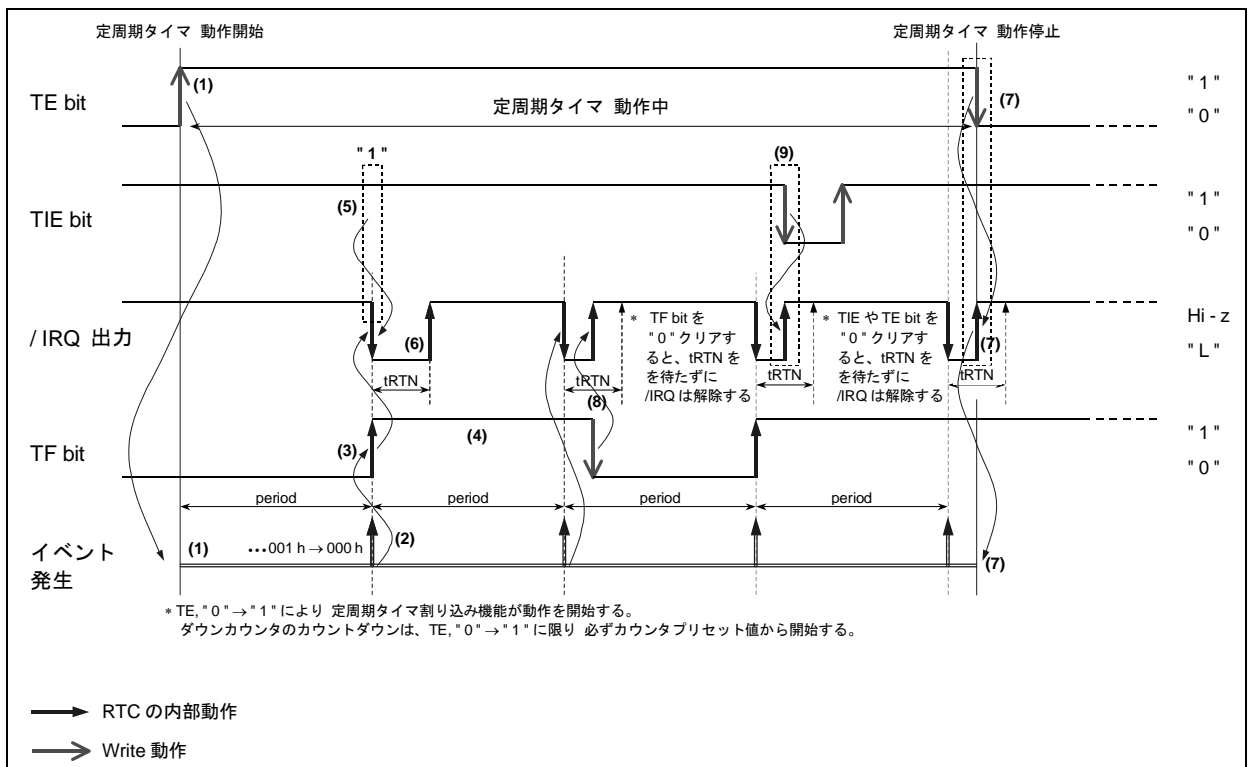 定周期タイマ 動作開始
定周期タイマ 動作停止
TE bit
(1)
定周期タイマ 動作中
(7)
" 1 "
" 0 "
" 1 "
(9)
TIE bit
(5)
" 1 "
" 0 "
/ IRQ 出力
(6)
tRTN
tRTN
(8)
* TF bit を
" 0 " クリアす
ると、tRTN を
を待たずに
/IRQ は解除する
tRTN
* TIE や TE bit を
" 0 " クリア
すると、tRTN
を待たずに
/IRQ は解除する
(7)
tRTN
Hi - z
" L "
TF bit
(3)
(4)
" 1 "
" 0 "
period
period
period
period
イベント
発生
(1)
•••001 h → 000 h
(2)
(7)
* TE, " 0 " → " 1 " により 定周期タイマ割り込み機能が動作を開始する。
ダウンカウンタのカウントダウンは、TE, " 0 " → " 1 " に限り 必ずカウンタプリセット値から開始する。
RTC の内部動作
Write 動作